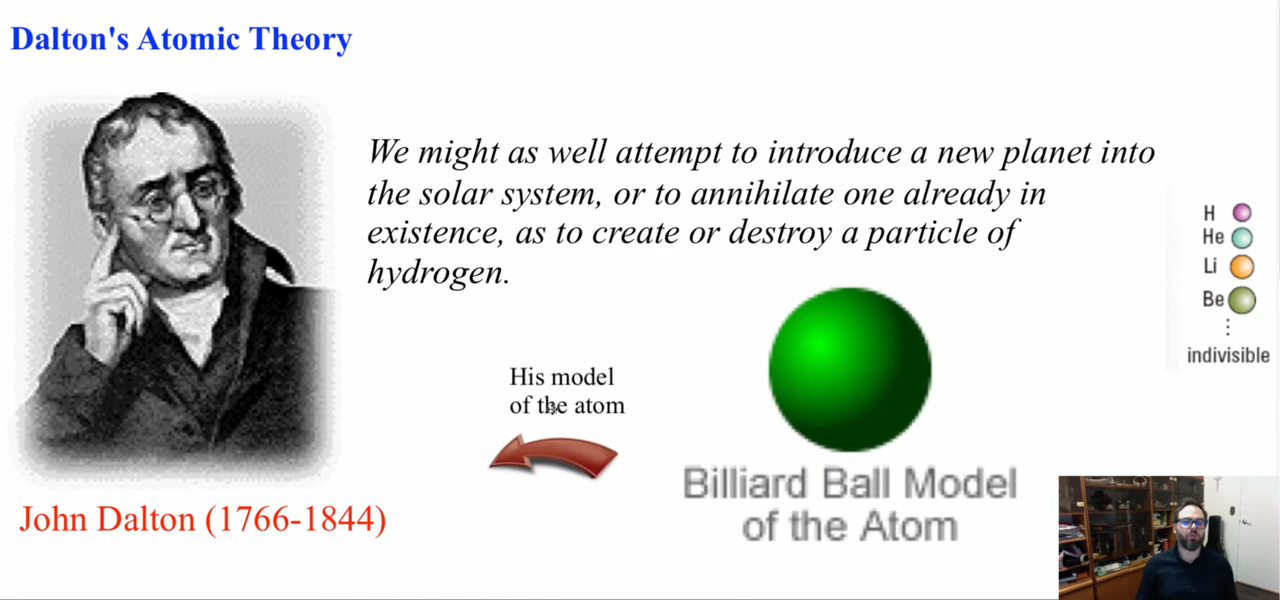 Dalton's Atomic Theory
We might as well attempt to introduce a new planet into
the solar system, or to annihilate one already in
existence, as to create or destroy a particle of
hydrogen.
H
He
Li
Be
⋮
indivisible
His model
of the atom
Billiard Ball Model
of the Atom
John Dalton (1766-1844)